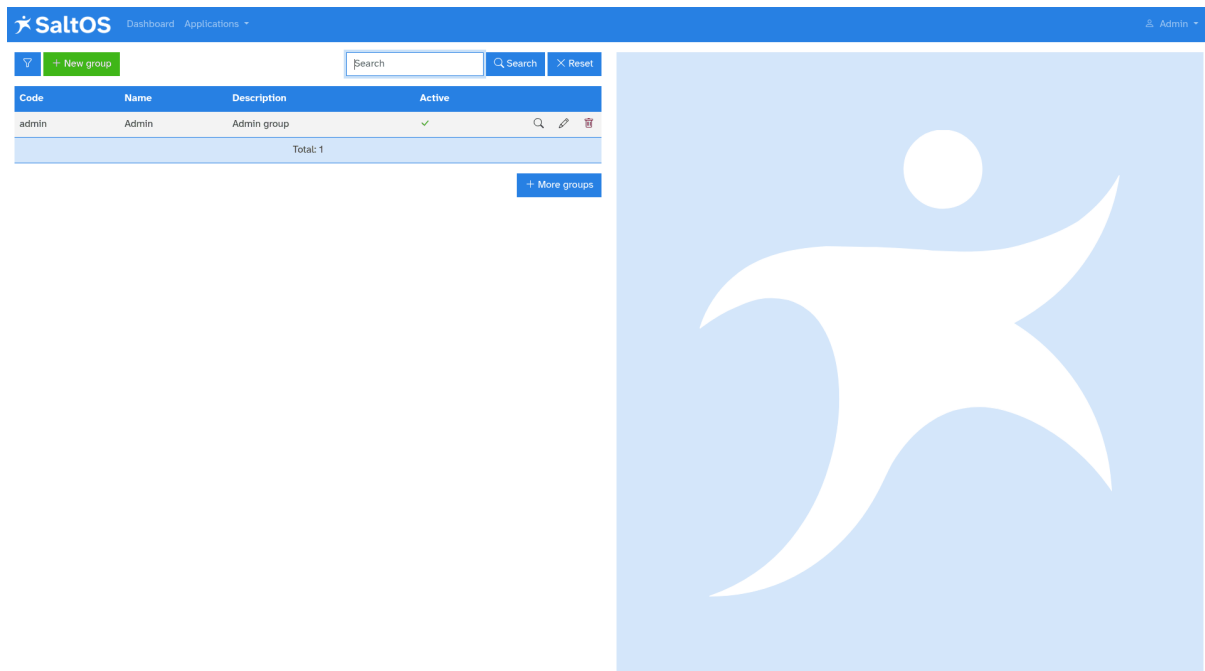 SaltOS Dashboard Applications Admin
+ New group Search Search Reset
Code Name Description Active
admin Admin Admin group
Total: 1
+ More groups